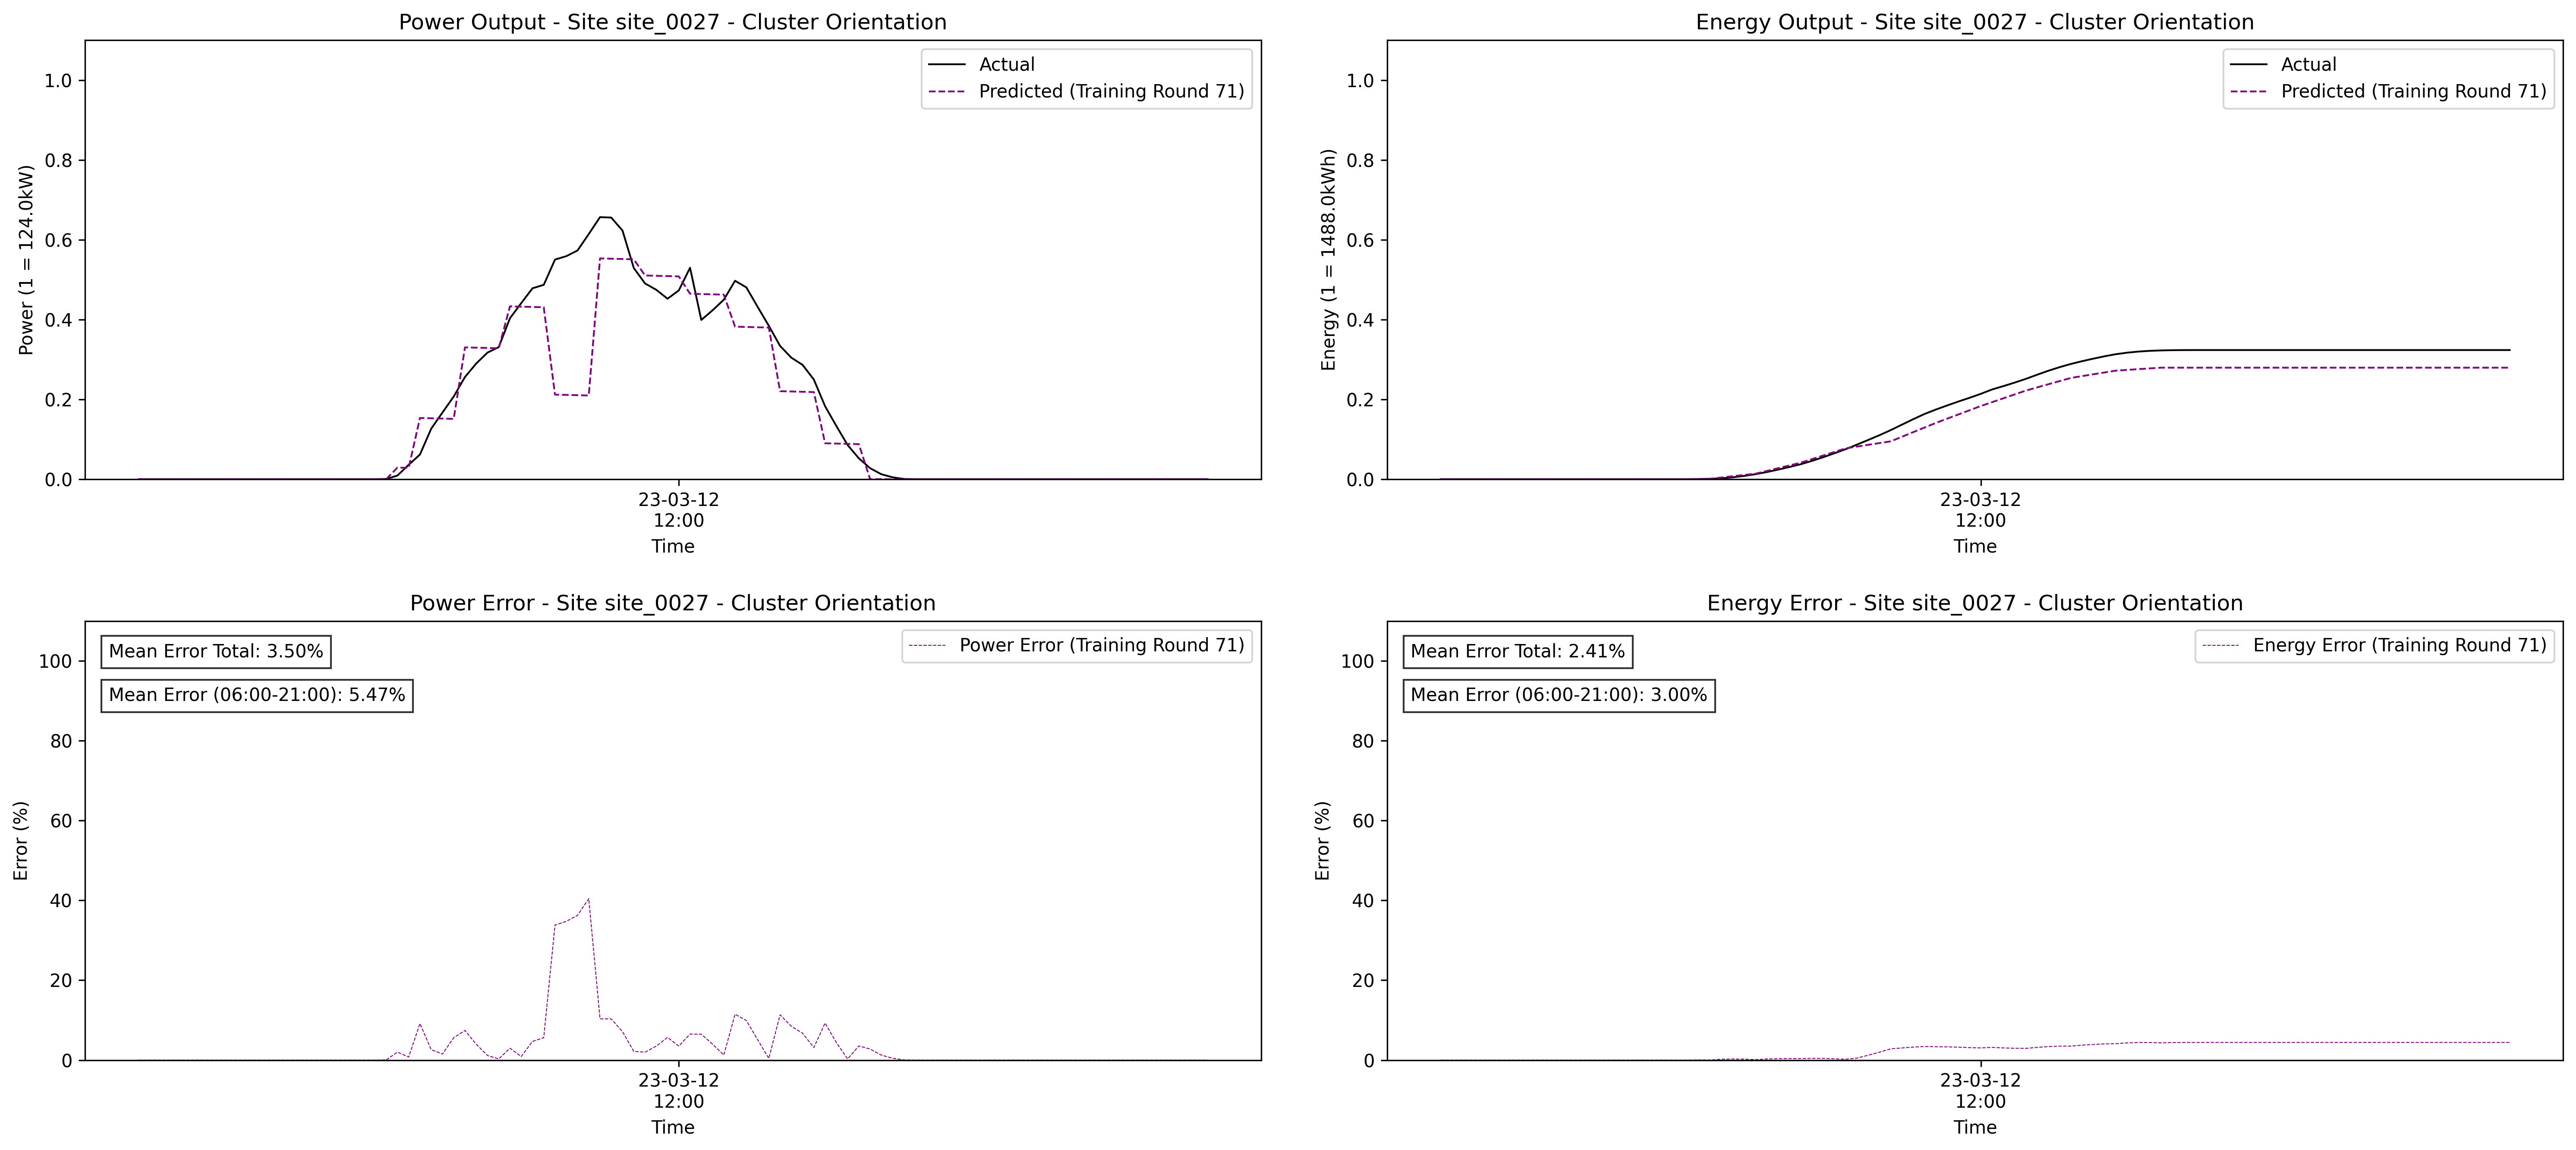 Power Output - Site site_0027 - Cluster Orientation
Power (1 = 124.0kW)
1.0
0.8
0.6
0.4
0.2
0.0
Actual
Predicted (Training Round 71)
23-03-12
12:00
Time
Energy Output - Site site_0027 - Cluster Orientation
Energy (1 = 1488.0kWh)
1.0
0.8
0.6
0.4
0.2
0.0
Actual
Predicted (Training Round 71)
23-03-12
12:00
Time
Power Error - Site site_0027 - Cluster Orientation
Error (%)
100
80
60
40
20
0
Mean Error Total: 3.50%
Mean Error (06:00-21:00): 5.47%
Power Error (Training Round 71)
23-03-12
12:00
Time
Energy Error - Site site_0027 - Cluster Orientation
Error (%)
100
80
60
40
20
0
Mean Error Total: 2.41%
Mean Error (06:00-21:00): 3.00%
Energy Error (Training Round 71)
23-03-12
12:00
Time